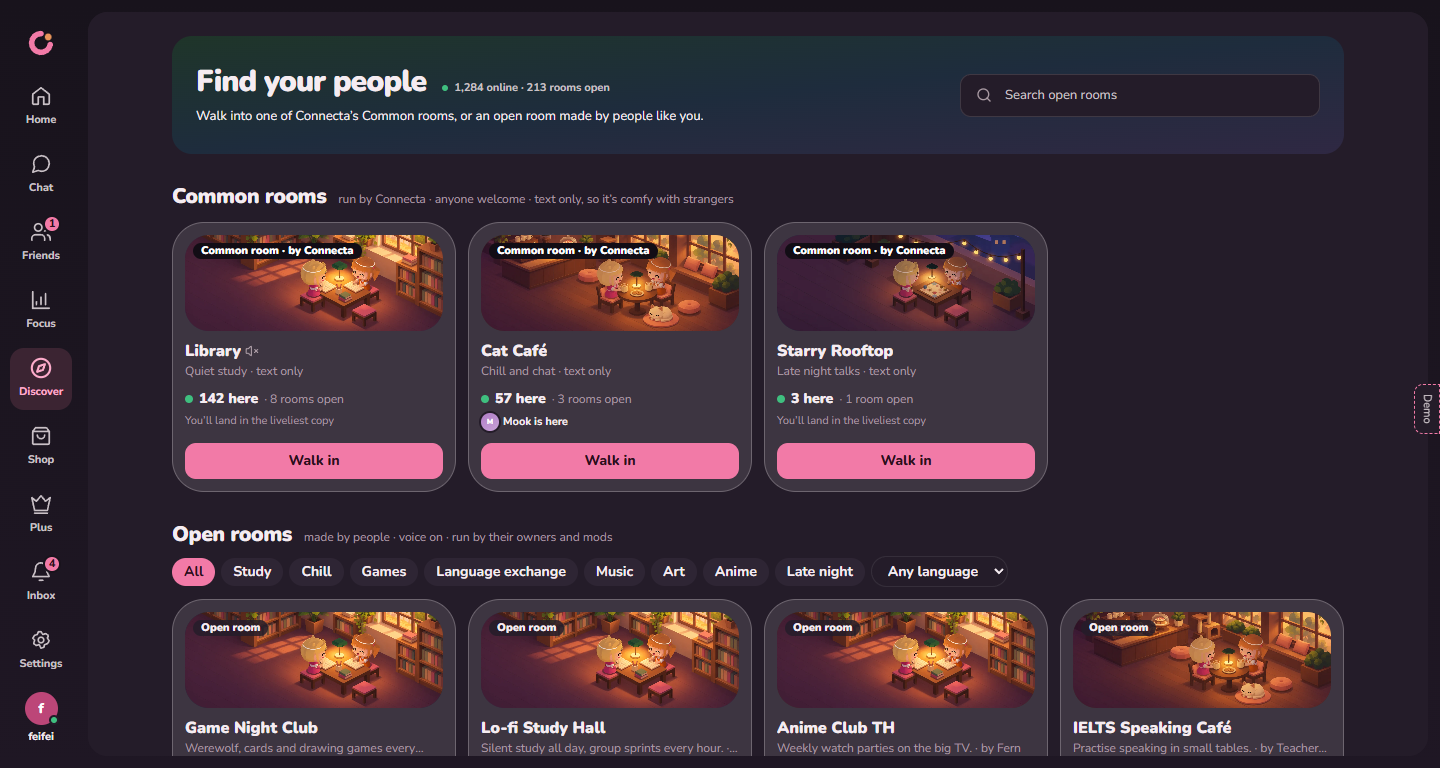 Find your people
1,284 online · 213 rooms open
Walk into one of Connecta's Common rooms, or an open room made by people like you.
Search open rooms
Home
Chat
1
Friends
Focus
Discover
Shop
Plus
4
Inbox
Settings
f
feifei
Common rooms
run by Connecta · anyone welcome · text only, so it's comfy with strangers
Common room · by Connecta
Library
Quiet study · text only
142 here · 8 rooms open
You'll land in the liveliest copy
Walk in
Common room · by Connecta
Cat Café
Chill and chat · text only
57 here · 3 rooms open
M Mook is here
Walk in
Common room · by Connecta
Starry Rooftop
Late night talks · text only
3 here · 1 room open
You'll land in the liveliest copy
Walk in
Demo
Open rooms
made by people · voice on · run by their owners and mods
All Study Chill Games Language exchange Music Art Anime Late night Any language
Open room
Game Night Club
Werewolf, cards and drawing games every...
Open room
Lo-fi Study Hall
Silent study all day, group sprints every hour. ·...
Open room
Anime Club TH
Weekly watch parties on the big TV. · by Fern
Open room
IELTS Speaking Café
Practise speaking in small tables. · by Teacher...